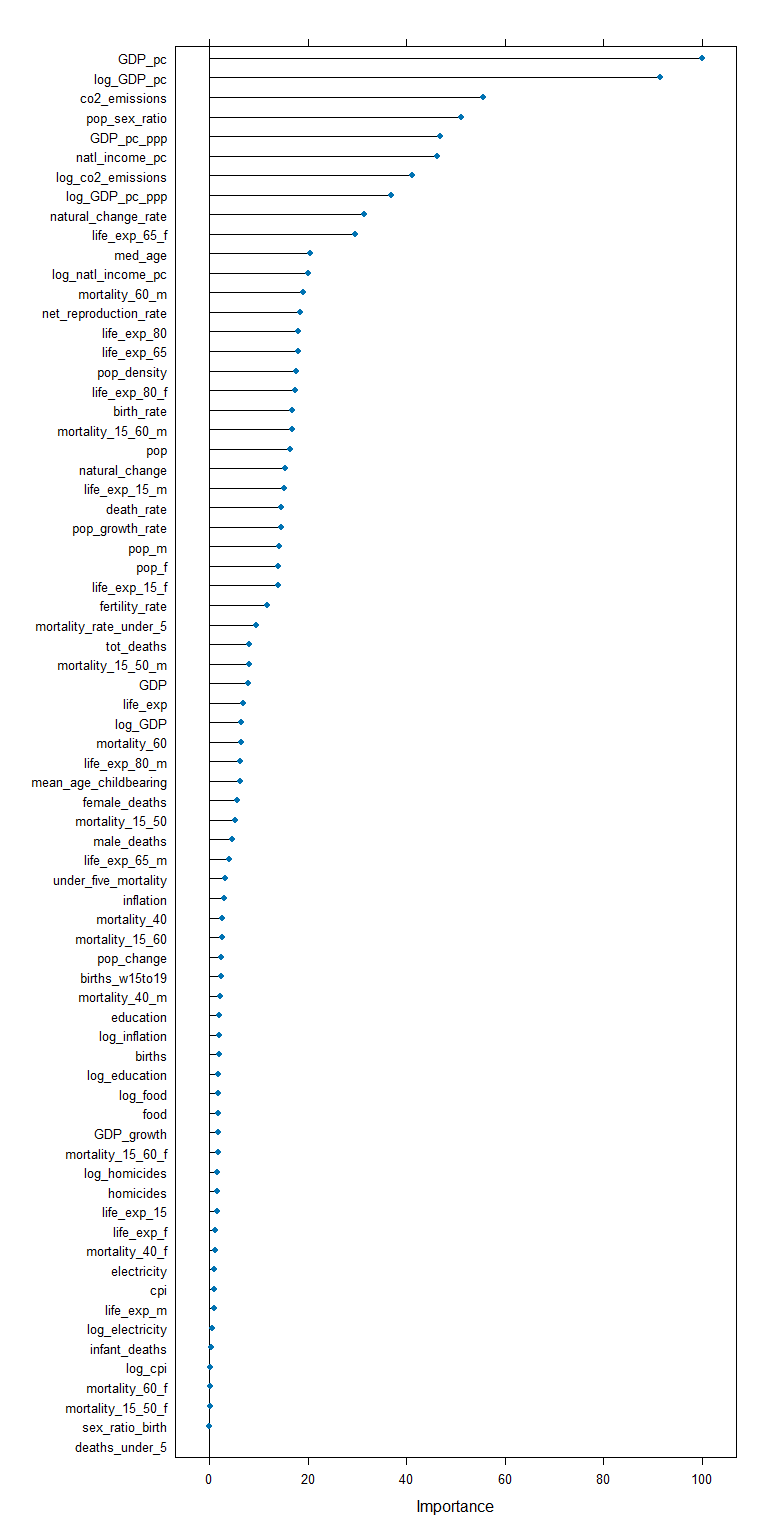 GDP_pc
log_GDP_pc
co2_emissions
pop_sex_ratio
GDP_pc_ppp
natl_income_pc
log_co2_emissions
log_GDP_pc_ppp
natural_change_rate
life_exp_65_f
med_age
log_natl_income_pc
mortality_60_m
net_reproduction_rate
life_exp_80
life_exp_65
pop_density
life_exp_80_f
birth_rate
mortality_15_60_m
pop
natural_change
life_exp_15_m
death_rate
pop_growth_rate
pop_m
pop_f
life_exp_15_f
fertility_rate
mortality_rate_under_5
tot_deaths
mortality_15_50_m
GDP
life_exp
log_GDP
mortality_60
life_exp_80_m
mean_age_childbearing
female_deaths
mortality_15_50
male_deaths
life_exp_65_m
under_five_mortality
inflation
mortality_40
mortality_15_60
pop_change
births_w15to19
mortality_40_m
education
log_inflation
births
log_education
log_food
food
GDP_growth
mortality_15_60_f
log_homicides
homicides
life_exp_15
life_exp_f
mortality_40_f
electricity
cpi
life_exp_m
log_electricity
infant_deaths
log_cpi
mortality_60_f
mortality_15_50_f
sex_ratio_birth
deaths_under_5
0 20 40 60 80 100
Importance